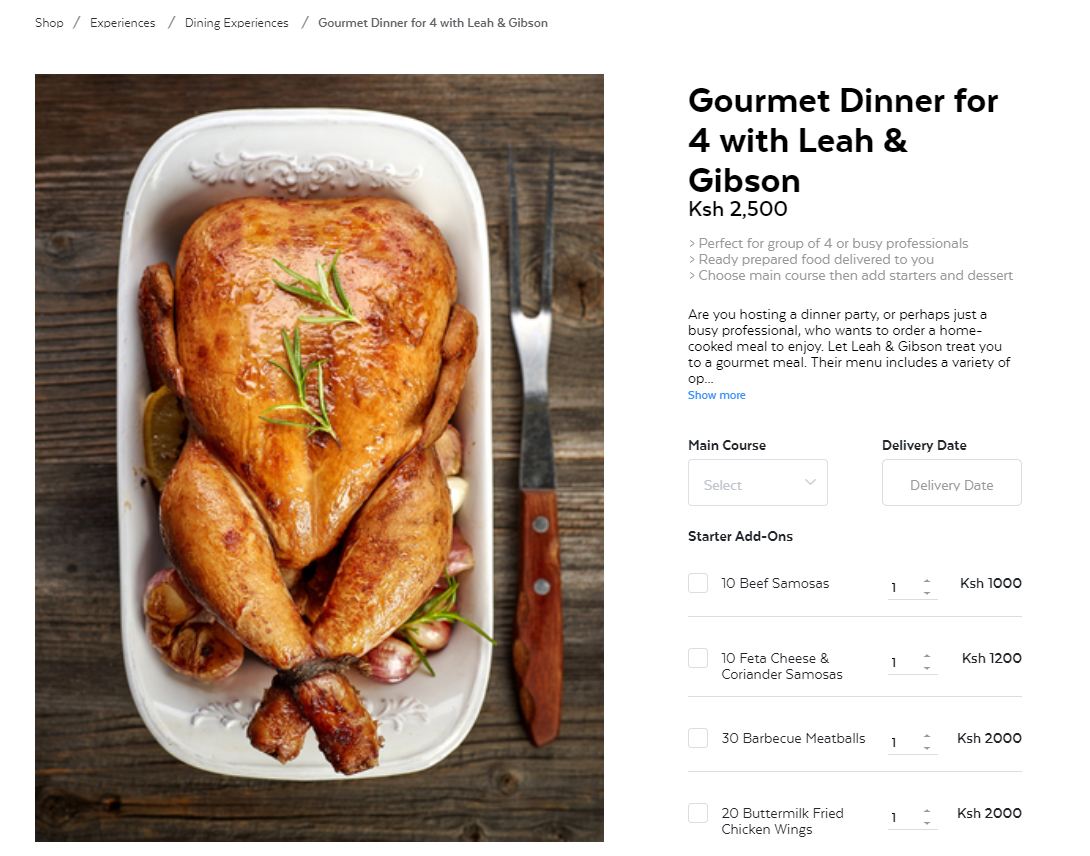 Shop / Experiences / Dining Experiences / Gourmet Dinner for 4 with Leah & Gibson
Gourmet Dinner for
4 with Leah &
Gibson
Ksh 2,500
> Perfect for group of 4 or busy professionals
> Ready prepared food delivered to you
> Choose main course then add starters and dessert
Are you hosting a dinner party, or perhaps just a
busy professional, who wants to order a home-
cooked meal to enjoy. Let Leah & Gibson treat you
to a gourmet meal. Their menu includes a variety of
op...
Show more
Main Course Delivery Date
Select Delivery Date
Starter Add-Ons
10 Beef Samosas 1 Ksh 1000
10 Feta Cheese & 1 Ksh 1200
Coriander Samosas
30 Barbecue Meatballs 1 Ksh 2000
20 Buttermilk Fried 1 Ksh 2000
Chicken Wings